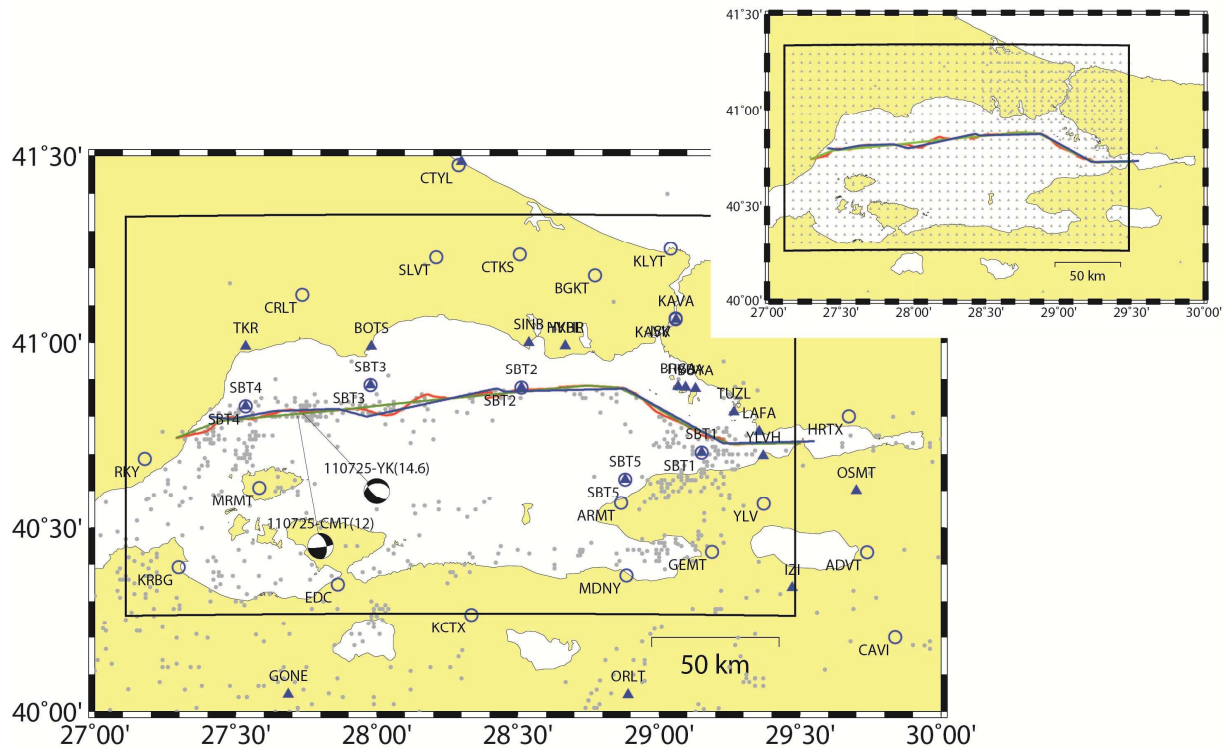 41˚30'
41˚00'
40˚30'
40˚00'
27˚00'
27˚30'
28˚00'
28˚30'
29˚00'
29˚30'
30˚00'
50 km
41˚30'
CTYL
SLVT
CTKS
KLYT
BGKT
CRLT
KAVA
TKR
BOTS
SINB
41˚00'
SBT3
SBT2
SBT4
TUZL
SBT3
SBT2
LAFA
SBT4
HRTX
SBT1
YLVH
RKY
SBT5
SBT1
OSMT
110725-YK(14.6)
MRMT
SBT5
ARMT
YLV
40˚30'
110725-CMT(12)
GEMT
ADVT
KRBG
IZI
EDC
MDNY
KCTX
CAVI
50 km
GONE
ORLT
40˚00'
27˚00'
27˚30'
28˚00'
28˚30'
29˚00'
29˚30'
30˚00'